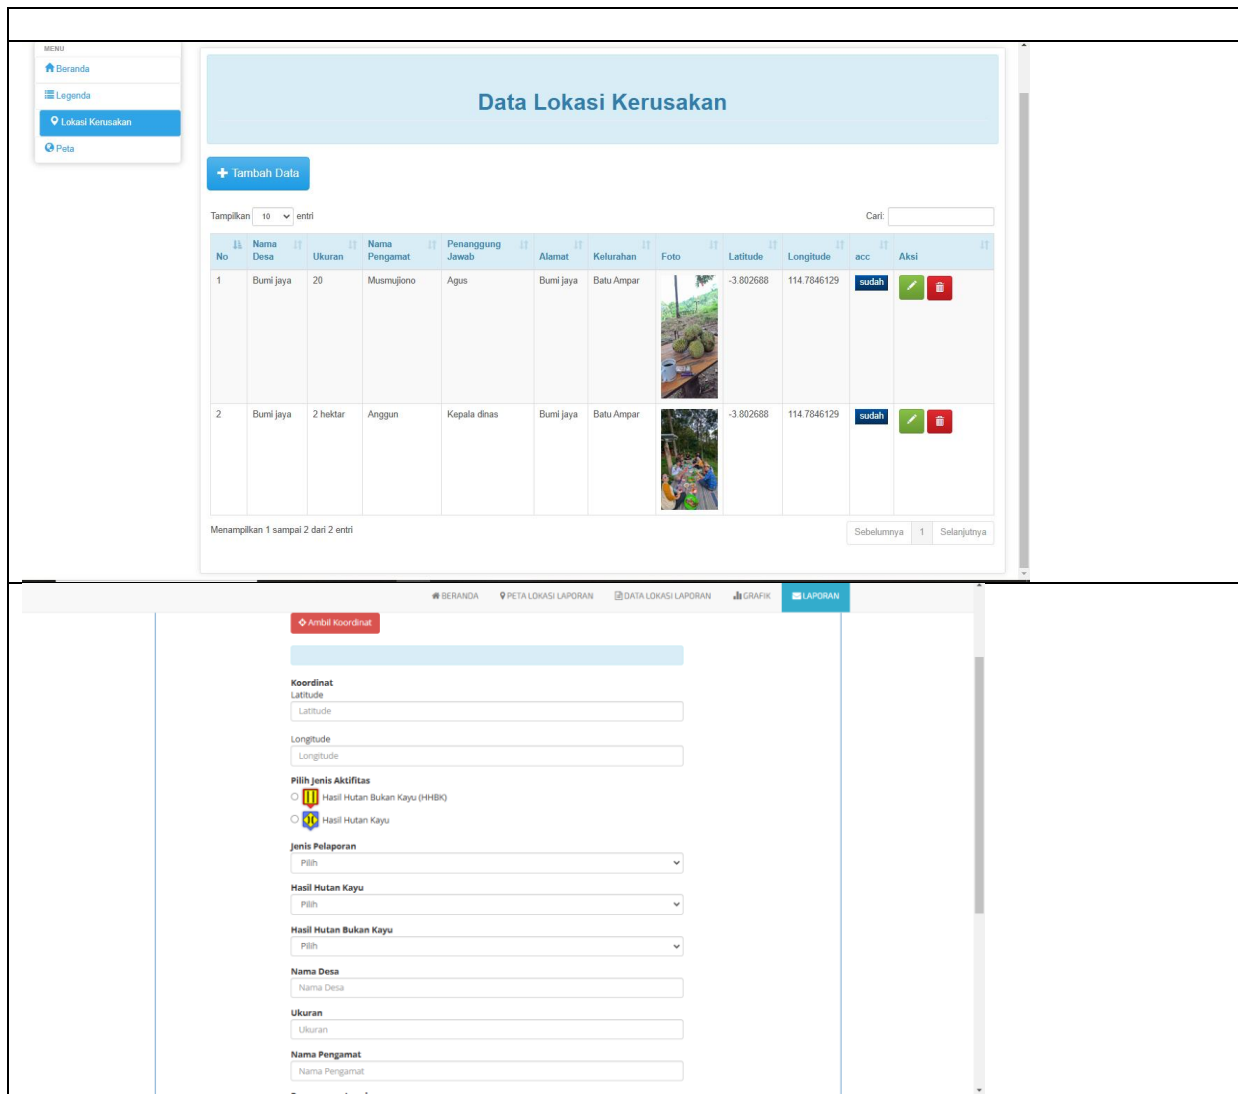 MENU
Beranda
Legenda
Lokasi Kerusakan
Peta
Data Lokasi Kerusakan
Tambah Data
Tampilkan 10 entri
Cari:
No Nama Desa Ukuran Nama Pengamat Penanggung Jawab Alamat Kelurahan Foto Latitude Longitude acc Aksi
1 Bumi jaya 20 Musmujiono Agus Bumi jaya Batu Ampar -3.802688 114.7846129 sudah
2 Bumi jaya 2 hektar Anggun Kepala dinas Bumi jaya Batu Ampar -3.802688 114.7846129 sudah
Menampilkan 1 sampai 2 dari 2 entri
Sebelumnya 1 Selanjutnya
BERANDA PETA LOKASI LAPORAN DATA LOKASI LAPORAN GRAFIK LAPORAN
Ambil Koordinat
Koordinat
Latitude
Latitude
Longitude
Longitude
Pilih Jenis Aktifitas
Hasil Hutan Bukan Kayu (HHBK)
Hasil Hutan Kayu
Jenis Pelaporan
Pilih
Hasil Hutan Kayu
Pilih
Hasil Hutan Bukan Kayu
Pilih
Nama Desa
Nama Desa
Ukuran
Ukuran
Nama Pengamat
Nama Pengamat